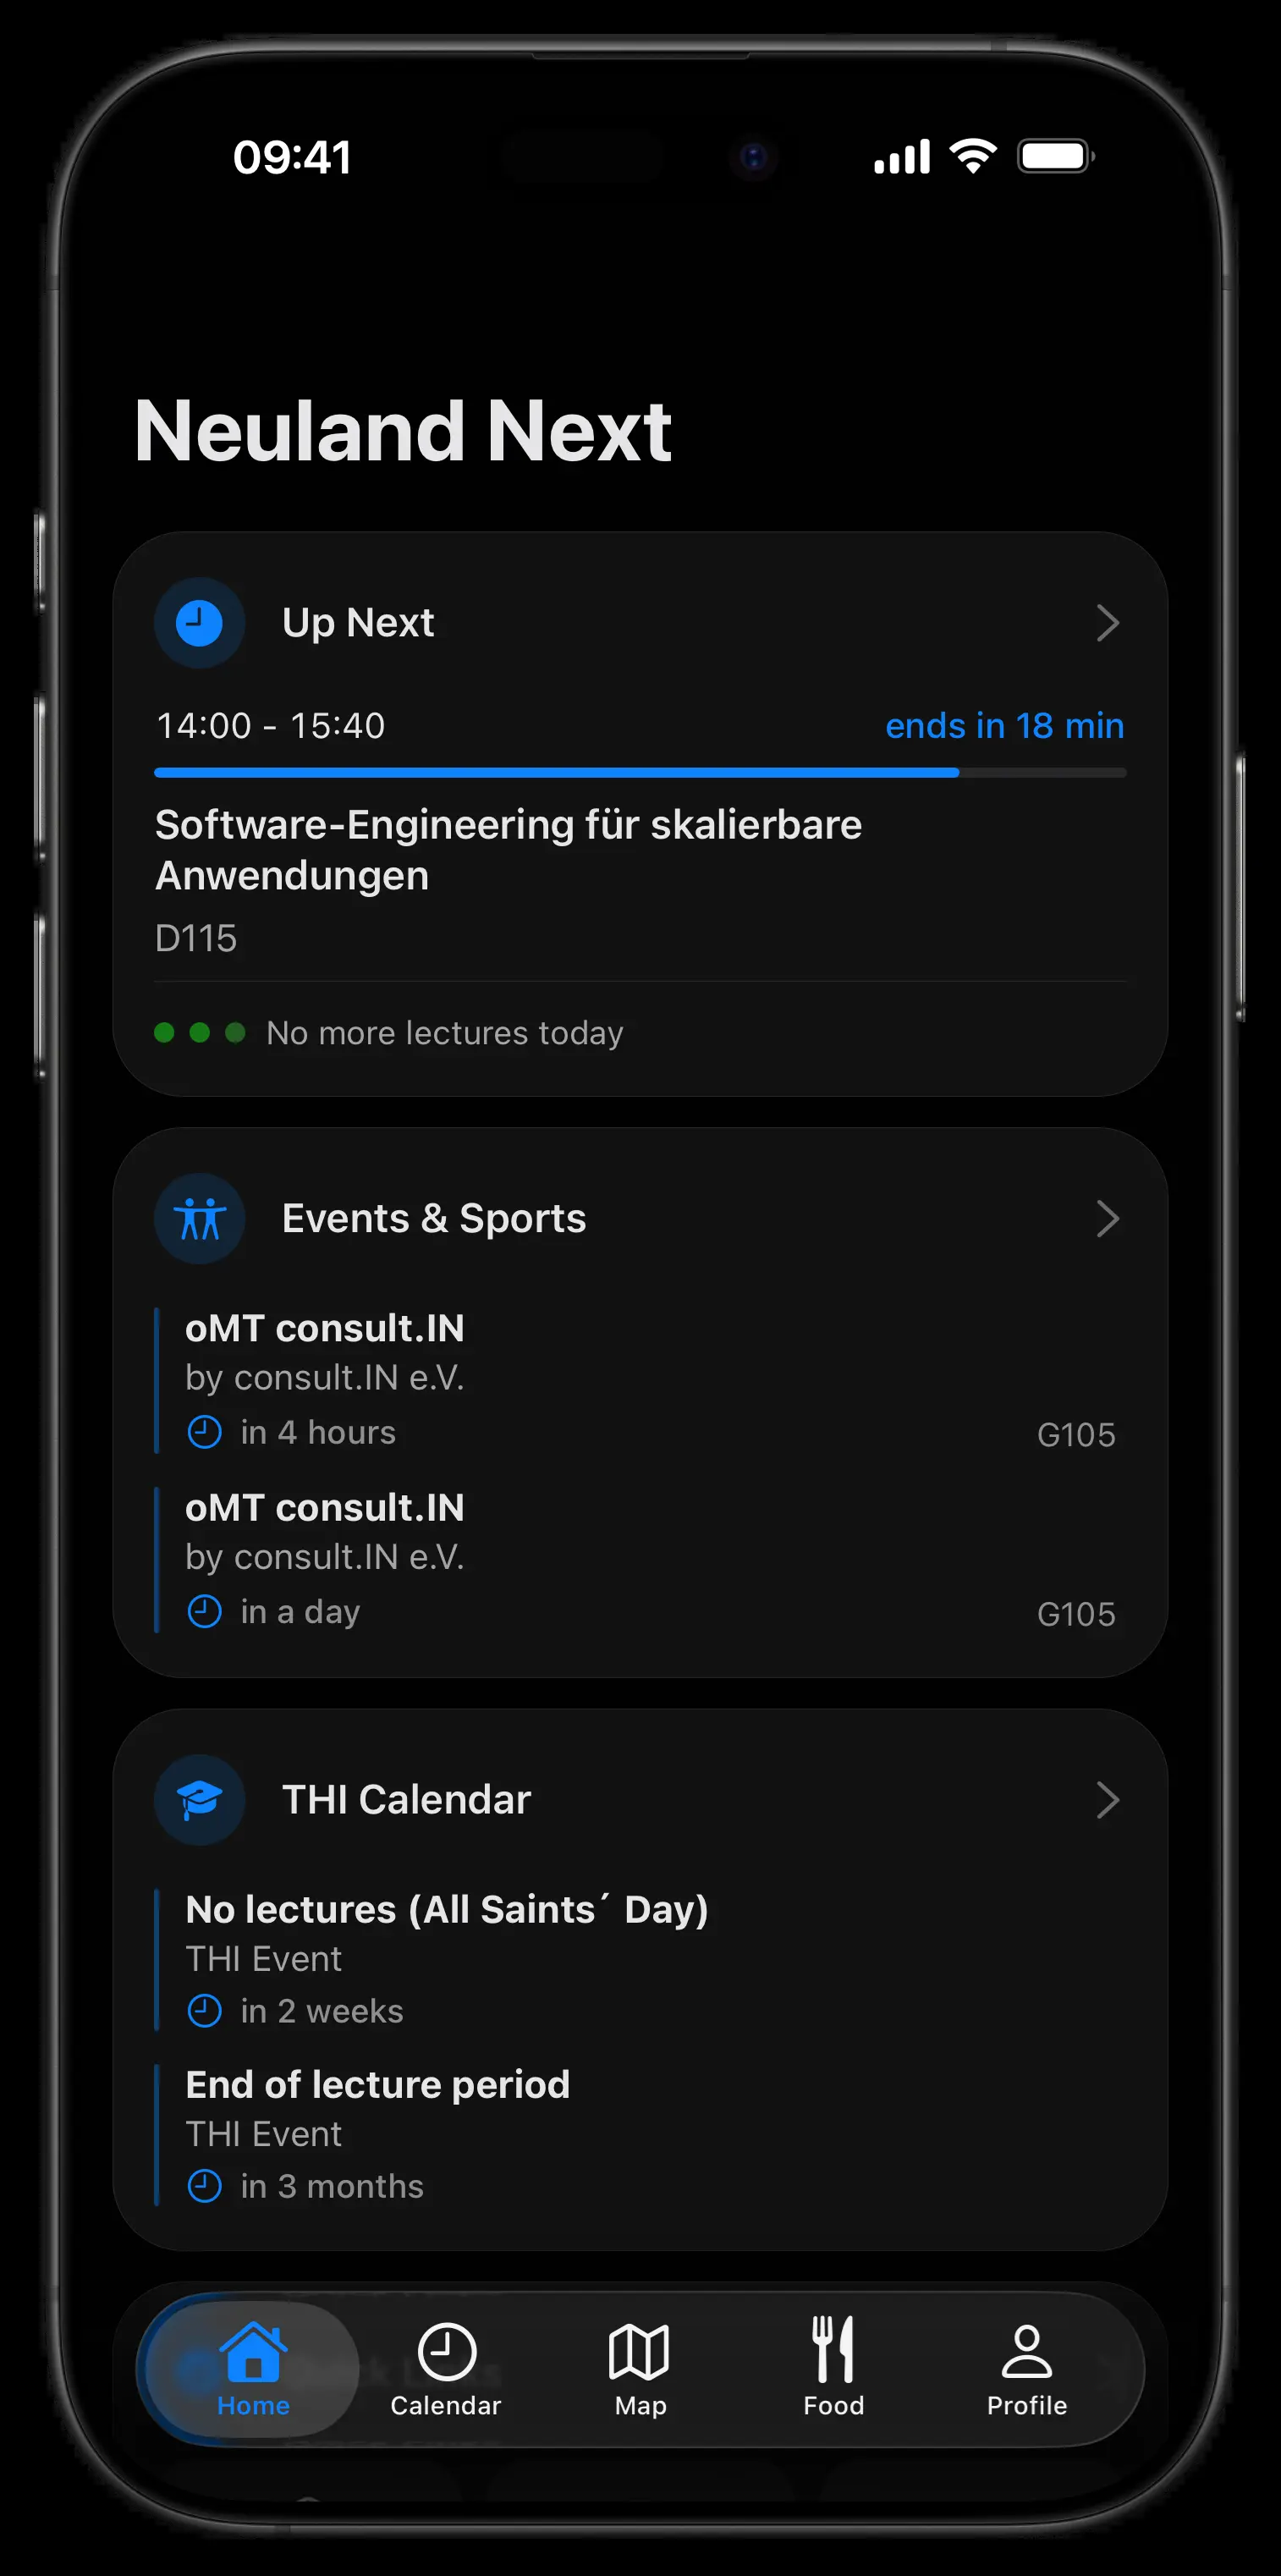 09:41
Neuland Next
Up Next
14:00 - 15:40 ends in 18 min
Software-Engineering für skalierbare
Anwendungen
D115
No more lectures today
Events & Sports
oMT consult.IN
by consult.IN e.V.
in 4 hours G105
oMT consult.IN
by consult.IN e.V.
in a day G105
THI Calendar
No lectures (All Saints´ Day)
THI Event
in 2 weeks
End of lecture period
THI Event
in 3 months
Home Calendar Map Food Profile